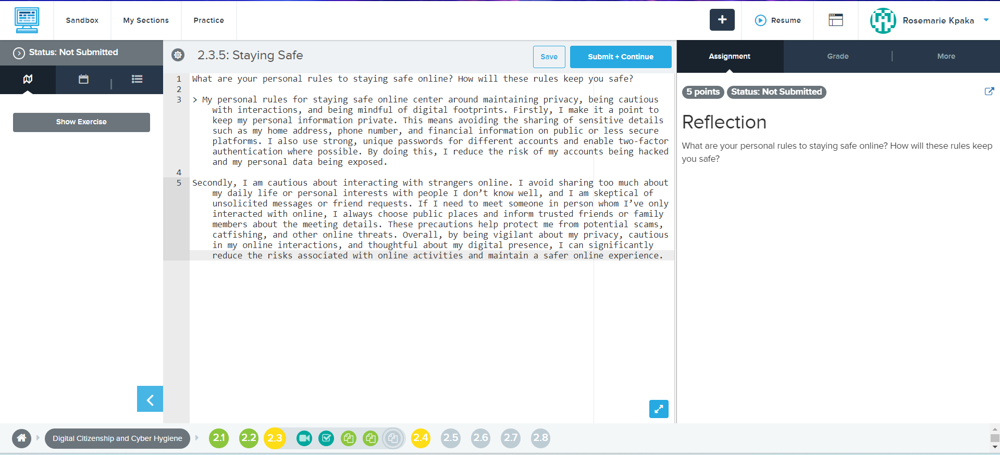 Sandbox
My Sections
Practice
+
Resume
Rosemarie Kpaka
Status: Not Submitted
2.3.5: Staying Safe
Save
Submit + Continue
Assignment
Grade
More
Show Exercise
1 What are your personal rules to staying safe online? How will these rules keep you safe?
2
3 > My personal rules for staying safe online center around maintaining privacy, being cautious
with interactions, and being mindful of digital footprints. Firstly, I make it a point to
keep my personal information private. This means avoiding the sharing of sensitive details
such as my home address, phone number, and financial information on public or less secure
platforms. I also use strong, unique passwords for different accounts and enable two-factor
authentication where possible. By doing this, I reduce the risk of my accounts being hacked
and my personal data being exposed.
4
5 Secondly, I am cautious about interacting with strangers online. I avoid sharing too much about
my daily life or personal interests with people I don’t know well, and I am skeptical of
unsolicited messages or friend requests. If I need to meet someone in person whom I’ve only
interacted with online, I always choose public places and inform trusted friends or family
members about the meeting details. These precautions help protect me from potential scams,
catfishing, and other online threats. Overall, by being vigilant about my privacy, cautious
in my online interactions, and thoughtful about my digital presence, I can significantly
reduce the risks associated with online activities and maintain a safer online experience.
5 points
Status: Not Submitted
Reflection
What are your personal rules to staying safe online? How will these rules keep
you safe?
Digital Citizenship and Cyber Hygiene
2.1
2.2
2.3
2.4
2.5
2.6
2.7
2.8